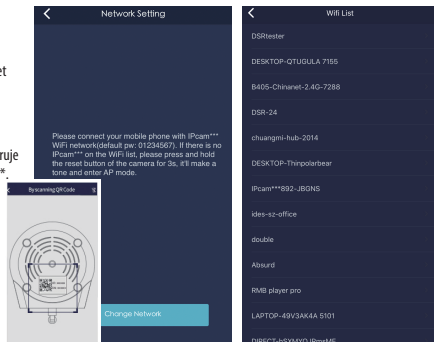 et
ruje
*.
Network Setting
Please connect your mobile phone with IPcam***
WiFi network(default pw: 01234567). If there is no
IPcam*** on the WiFi list, please press and hold
the reset button of the camera for 3s, it'll make a
tone and enter AP mode.
Change Network
By scanning QR Code
Wifi List
DSRtester
DESKTOP-QTUGULA 7155
B405-Chinanet-2.4G-7288
DSR-24
chuangmi-hub-2014
DESKTOP-Thinpolarbear
IPcam***892-JBGNS
ides-sz-office
double
Absurd
RMB player pro
LAPTOP-49V3AK4A 5101